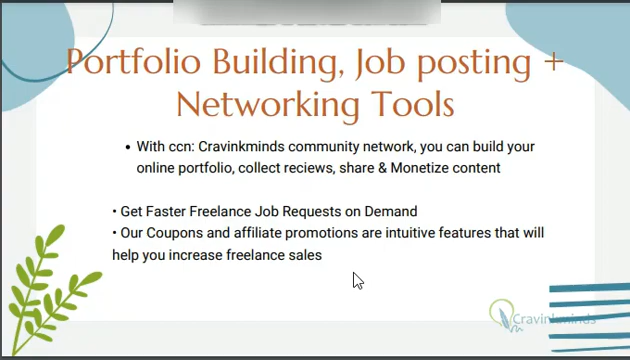 Portfolio Building, Job posting +
Networking Tools
• With ccn: Cravinkminds community network, you can build your
online portfolio, collect reciews, share & Monetize content
• Get Faster Freelance Job Requests on Demand
• Our Coupons and affiliate promotions are intuitive features that will
help you increase freelance sales
Cravinkminds